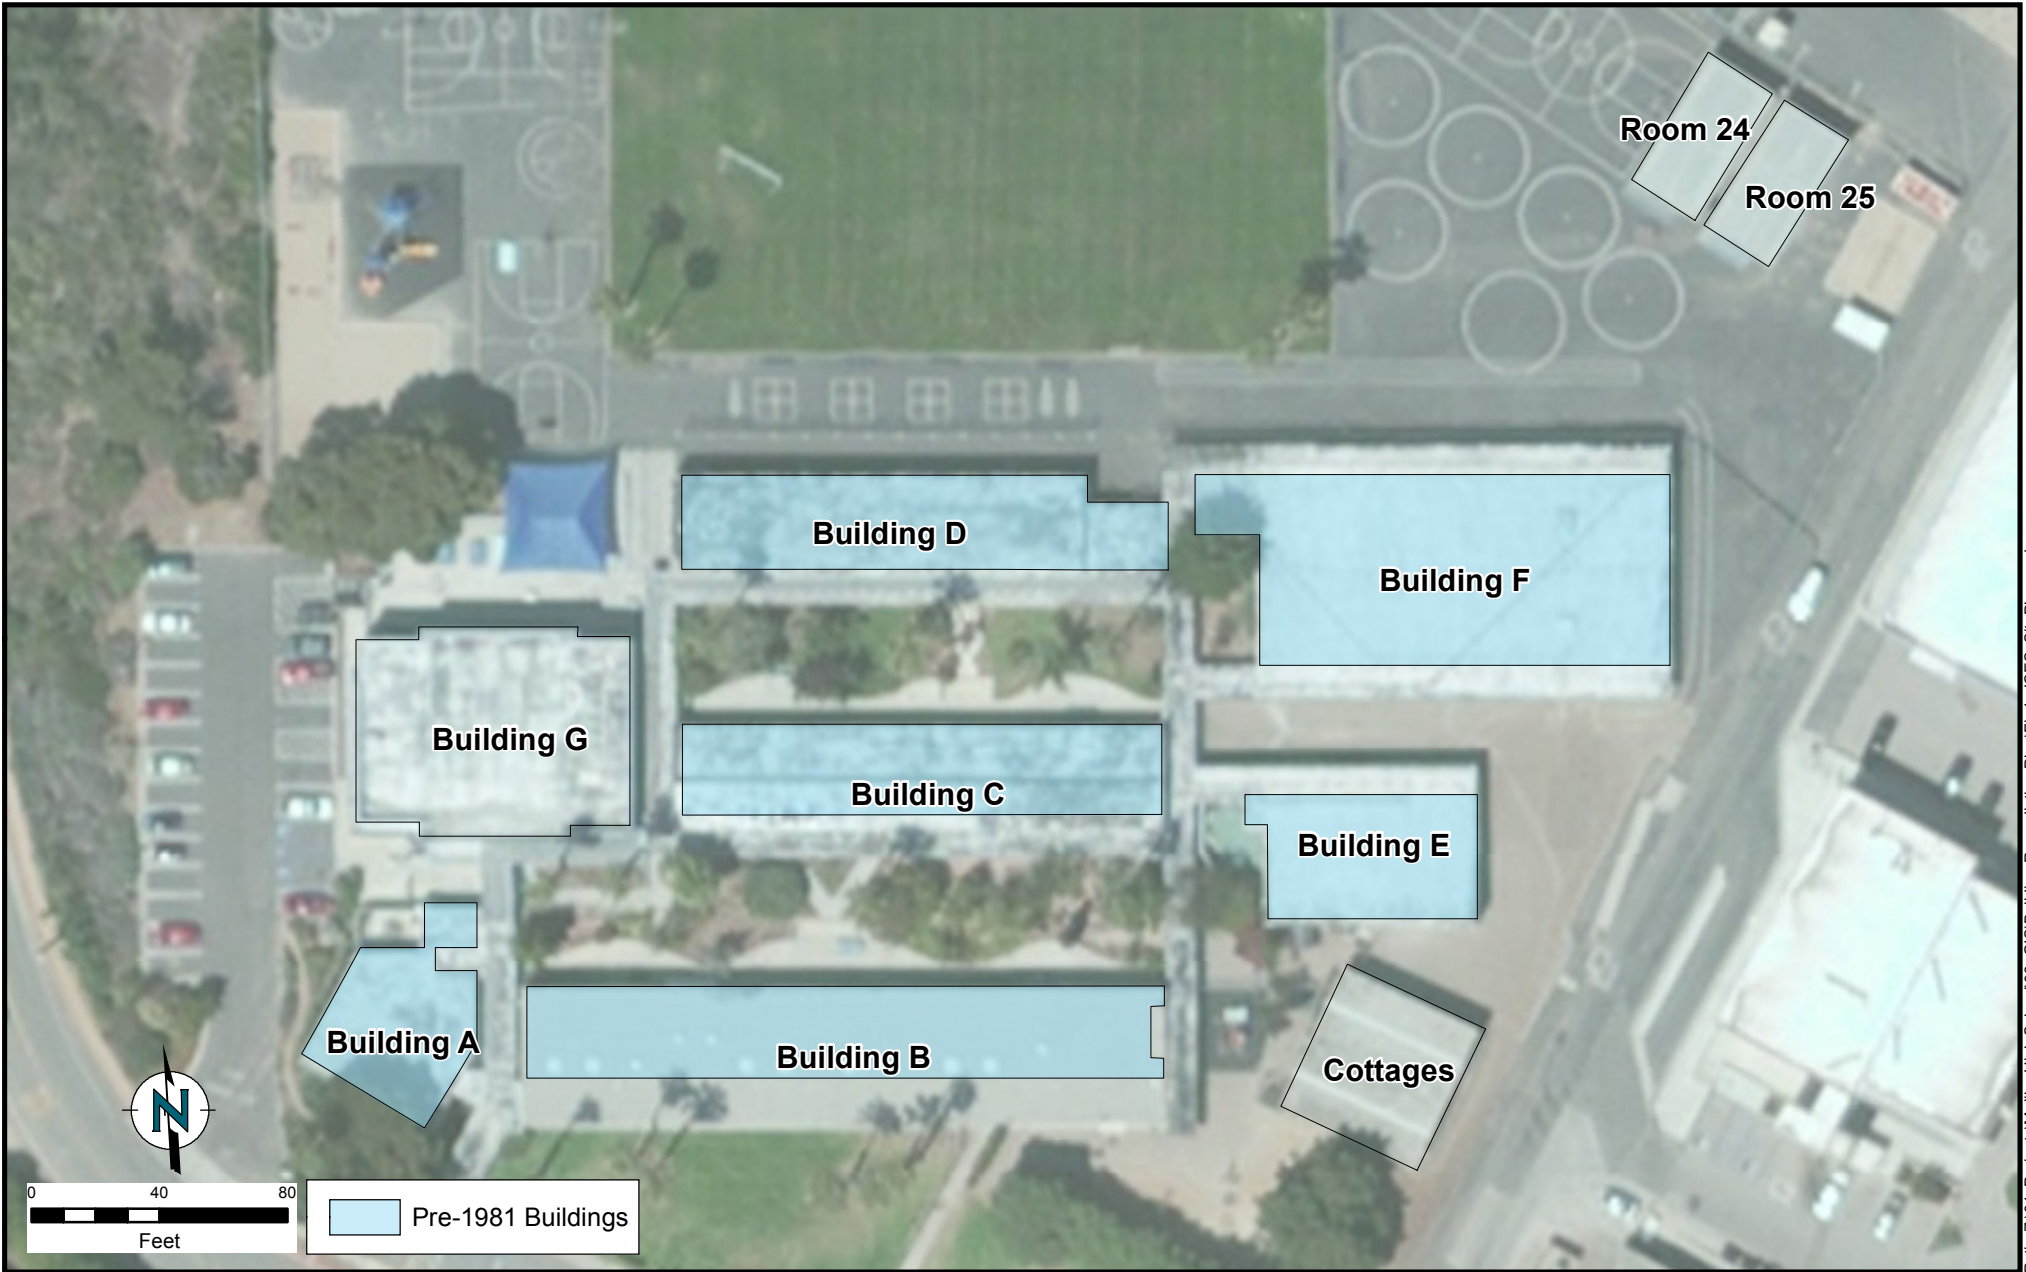 Room 24
Room 25
Building D
Building F
Building G
Building C
Building E
Building A
Building B
Cottages
N
0 40 80
Feet
Pre-1981 Buildings